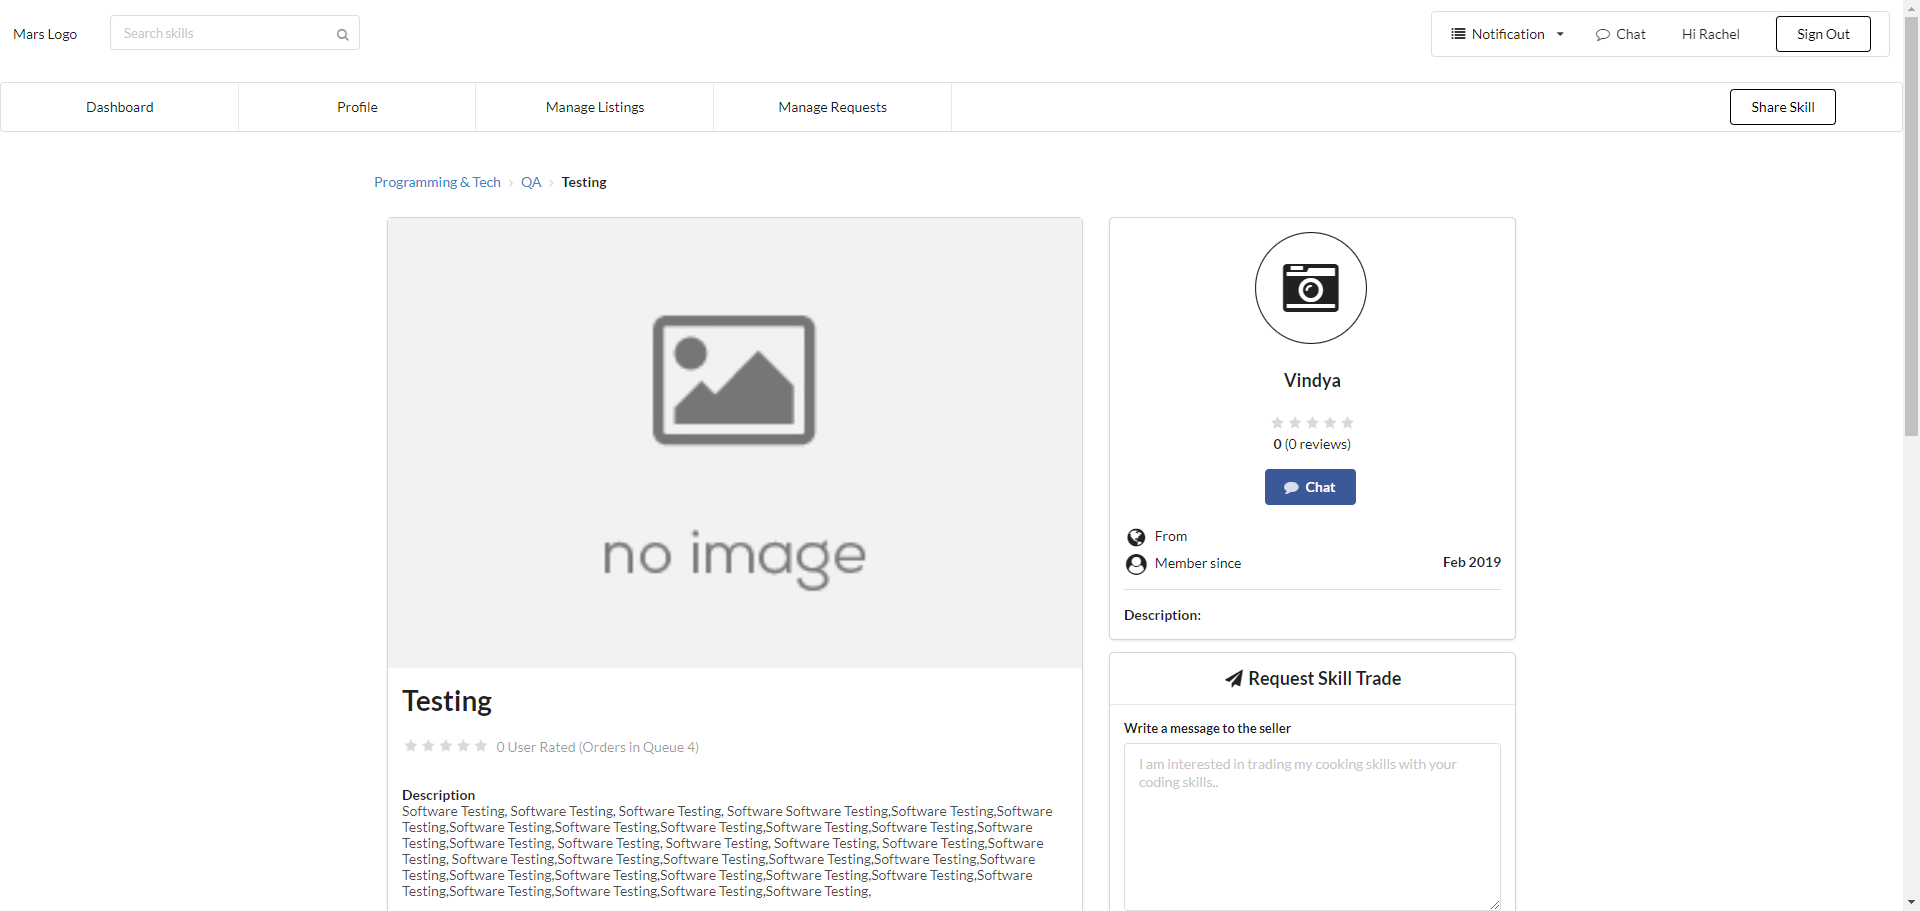 Mars Logo
Search skills
Notification
Chat
Hi Rachel
Sign Out
Dashboard
Profile
Manage Listings
Manage Requests
Share Skill
Programming & Tech › QA › Testing
no image
Testing
0 User Rated (Orders in Queue 4)
Description
Software Testing, Software Testing, Software Testing, Software Software Testing,Software Testing,Software
Testing,Software Testing,Software Testing,Software Testing,Software Testing,Software Testing,Software
Testing,Software Testing, Software Testing, Software Testing, Software Testing, Software Testing,Software
Testing, Software Testing,Software Testing,Software Testing,Software Testing,Software Testing,Software
Testing,Software Testing,Software Testing,Software Testing,Software Testing,Software Testing,Software
Testing,Software Testing,Software Testing,Software Testing,Software Testing,
Vindya
0 (0 reviews)
Chat
From
Member since
Feb 2019
Description:
Request Skill Trade
Write a message to the seller
I am interested in trading my cooking skills with your
coding skills..